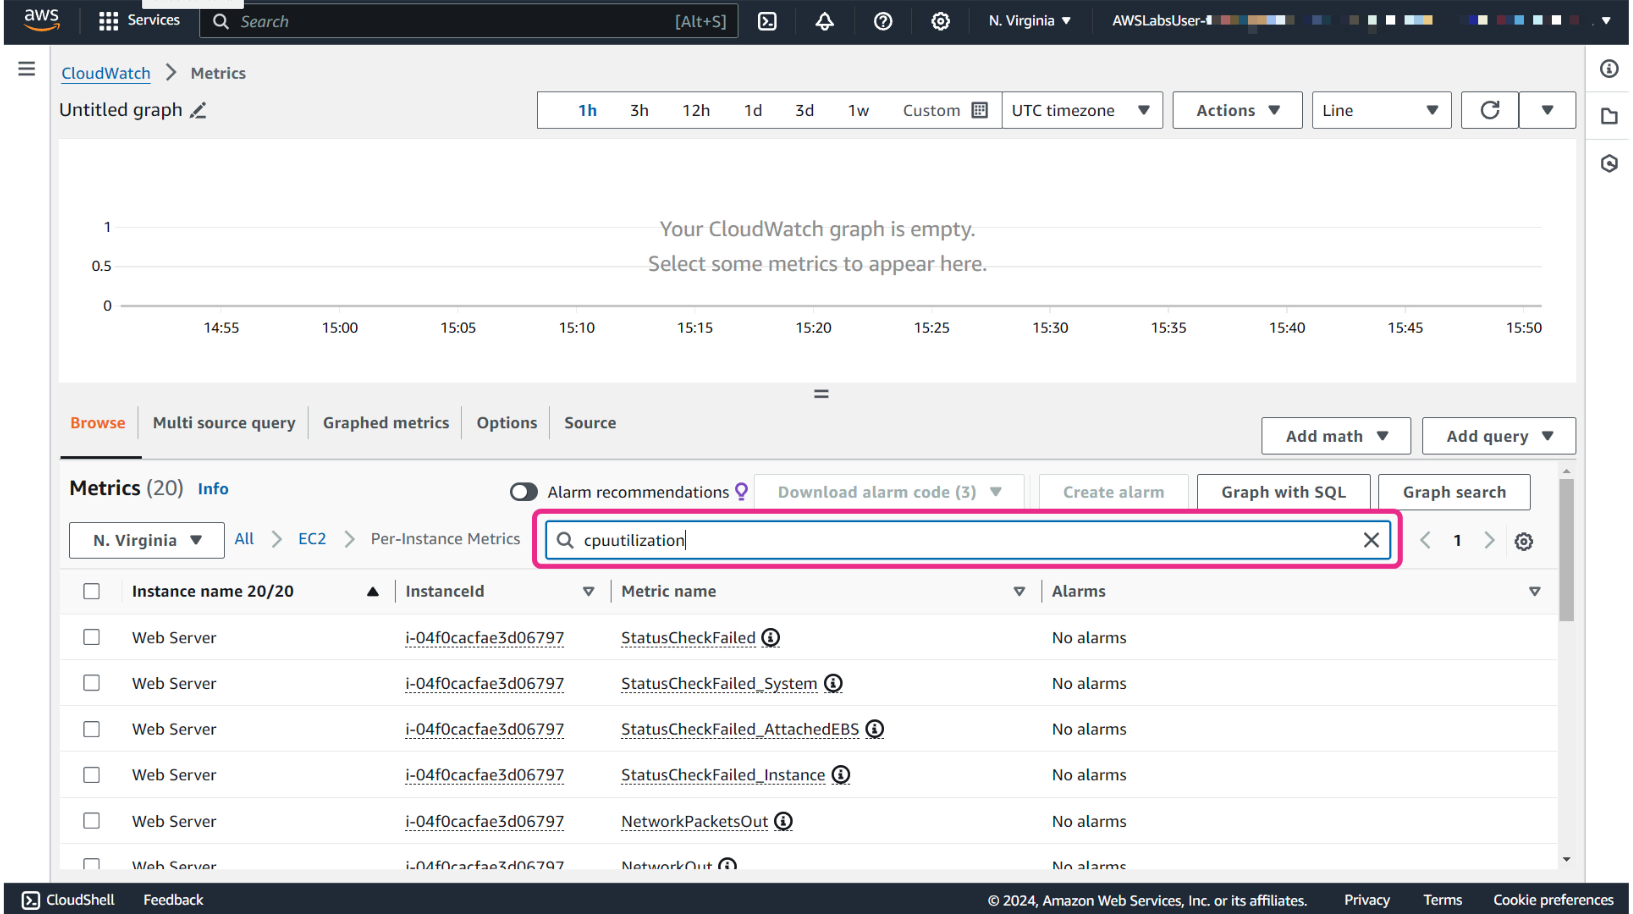 aws Services Search [Alt+S] N. Virginia AWSLabsUser-
CloudWatch Metrics
Untitled graph 1h 3h 12h 1d 3d 1w Custom UTC timezone Actions Line
Your CloudWatch graph is empty.
Select some metrics to appear here.
1
0.5
0
14:55 15:00 15:05 15:10 15:15 15:20 15:25 15:30 15:35 15:40 15:45 15:50
Browse Multi source query Graphed metrics Options Source Add math Add query
Metrics (20) Info Alarm recommendations Download alarm code (3) Create alarm Graph with SQL Graph search
N. Virginia All EC2 Per-Instance Metrics cpuutilization 1
Instance name 20/20 InstanceId Metric name Alarms
Web Server i-04f0cacfae3d06797 StatusCheckFailed No alarms
Web Server i-04f0cacfae3d06797 StatusCheckFailed_System No alarms
Web Server i-04f0cacfae3d06797 StatusCheckFailed_AttachedEBS No alarms
Web Server i-04f0cacfae3d06797 StatusCheckFailed_Instance No alarms
Web Server i-04f0cacfae3d06797 NetworkPacketsOut No alarms
Web Server i-04f0cacfae3d06797 NetworkOut No alarms
CloudShell Feedback © 2024, Amazon Web Services, Inc. or its affiliates. Privacy Terms Cookie preferences